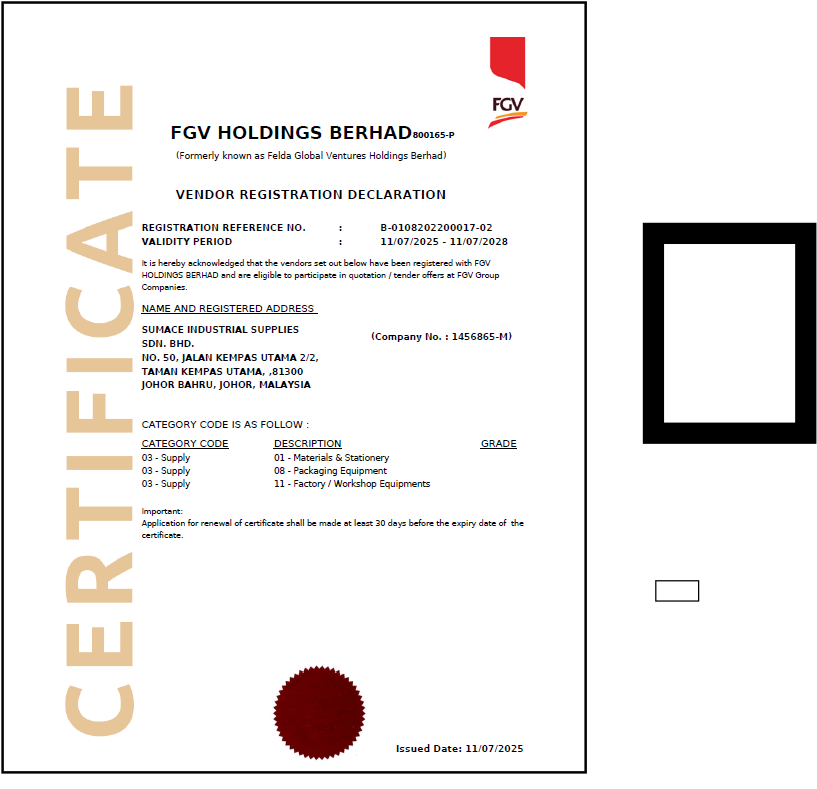 CERTIFICATE
FGV
FGV HOLDINGS BERHAD800165-P
(Formerly known as Felda Global Ventures Holdings Berhad)
VENDOR REGISTRATION DECLARATION
REGISTRATION REFERENCE NO. : B-0108202200017-02
VALIDITY PERIOD : 11/07/2025 - 11/07/2028
It is hereby acknowledged that the vendors set out below have been registered with FGV
HOLDINGS BERHAD and are eligible to participate in quotation / tender offers at FGV Group
Companies.
NAME AND REGISTERED ADDRESS
SUMACE INDUSTRIAL SUPPLIES
SDN. BHD.
(Company No. : 1456865-M)
NO. 50, JALAN KEMPAS UTAMA 2/2,
TAMAN KEMPAS UTAMA, ,81300
JOHOR BAHRU, JOHOR, MALAYSIA
CATEGORY CODE IS AS FOLLOW :
CATEGORY CODE DESCRIPTION GRADE
03 - Supply 01 - Materials & Stationery
03 - Supply 08 - Packaging Equipment
03 - Supply 11 - Factory / Workshop Equipments
Important:
Application for renewal of certificate shall be made at least 30 days before the expiry date of the
certificate.
Issued Date: 11/07/2025